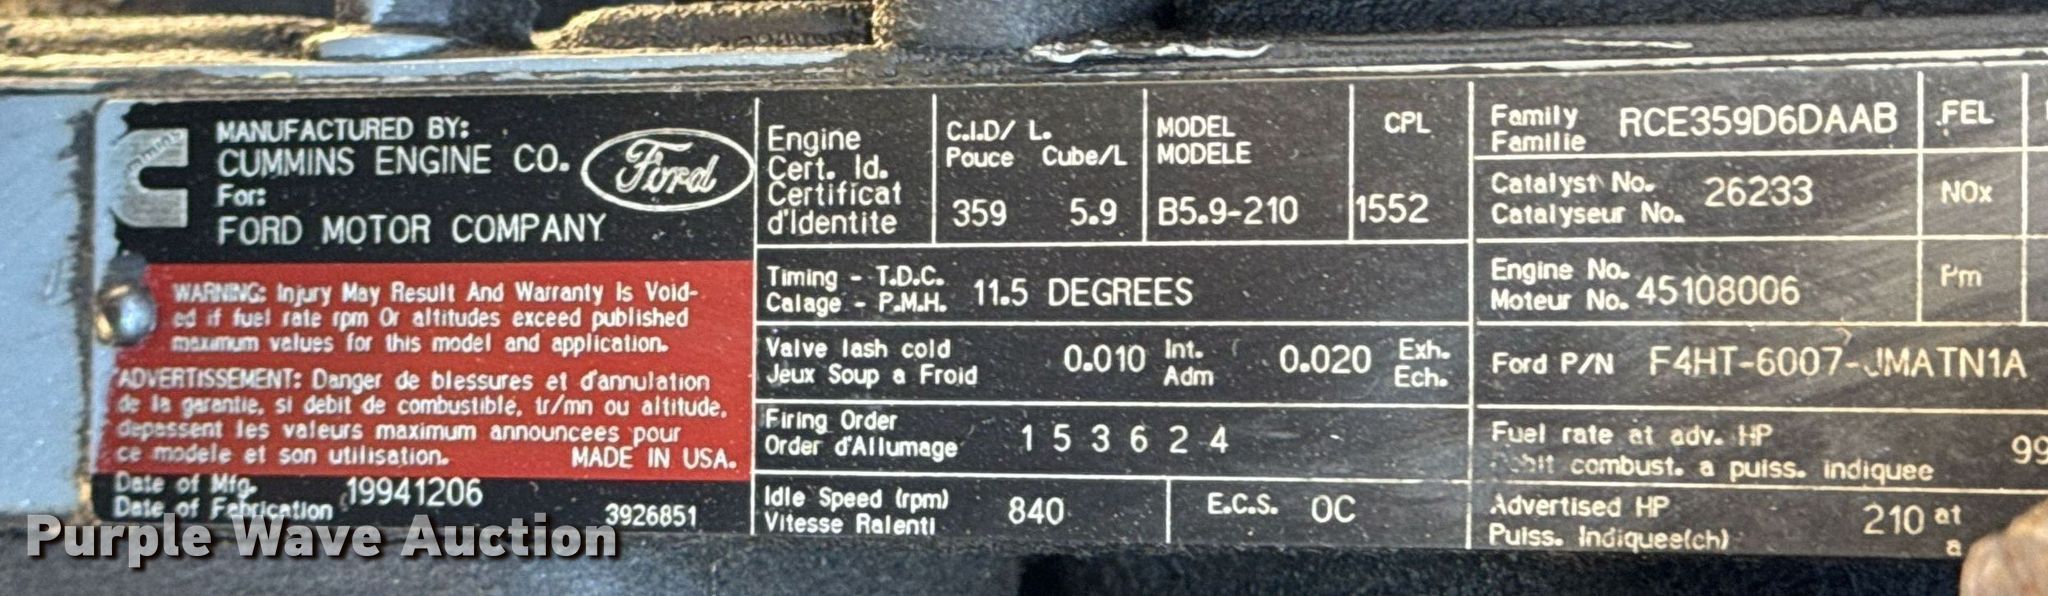 MANUFACTURED BY:
CUMMINS ENGINE CO.
For:
FORD MOTOR COMPANY
Ford
WARNING: Injury May Result And Warranty Is Void-
ed if fuel rate rpm Or altitudes exceed published
maximum values for this model and application.
ADVERTISSEMENT: Danger de blessures et d'annulation
de la garantie, si debit de combustible, tr/mn ou altitude.
depassent les valeurs maximum announcees pour
ce modele et son utilisation.
MADE IN USA.
Date of Mfg.
Date of Fabrication
19941206
3926851
Engine
Cert. Id.
Certificat
d'Identite
C.I.D/ L.
Pouce Cube/L
359 5.9
MODEL
MODELE
B5.9-210
CPL
1552
Timing - T.D.C.
Calage - P.M.H.
11.5 DEGREES
Valve lash cold
Jeux Soup a Froid
0.010 Int.
Adm
0.020 Exh.
Ech.
Firing Order
Order d'Allumage
1 5 3 6 2 4
Idle Speed (rpm)
Vitesse Ralenti
840
E.C.S. OC
Family
Familie
RCE359D6DAAB
FEL
Catalyst No.
Catalyseur No.
26233
NOx
Engine No.
Moteur No.
45108006
Pm
Ford P/N F4HT-6007-JMATN1A
Fuel rate at adv. HP
combust. a puiss. indiquee
99
Advertised HP
Puiss. Indiquee(ch)
210 at
a
Purple Wave Auction